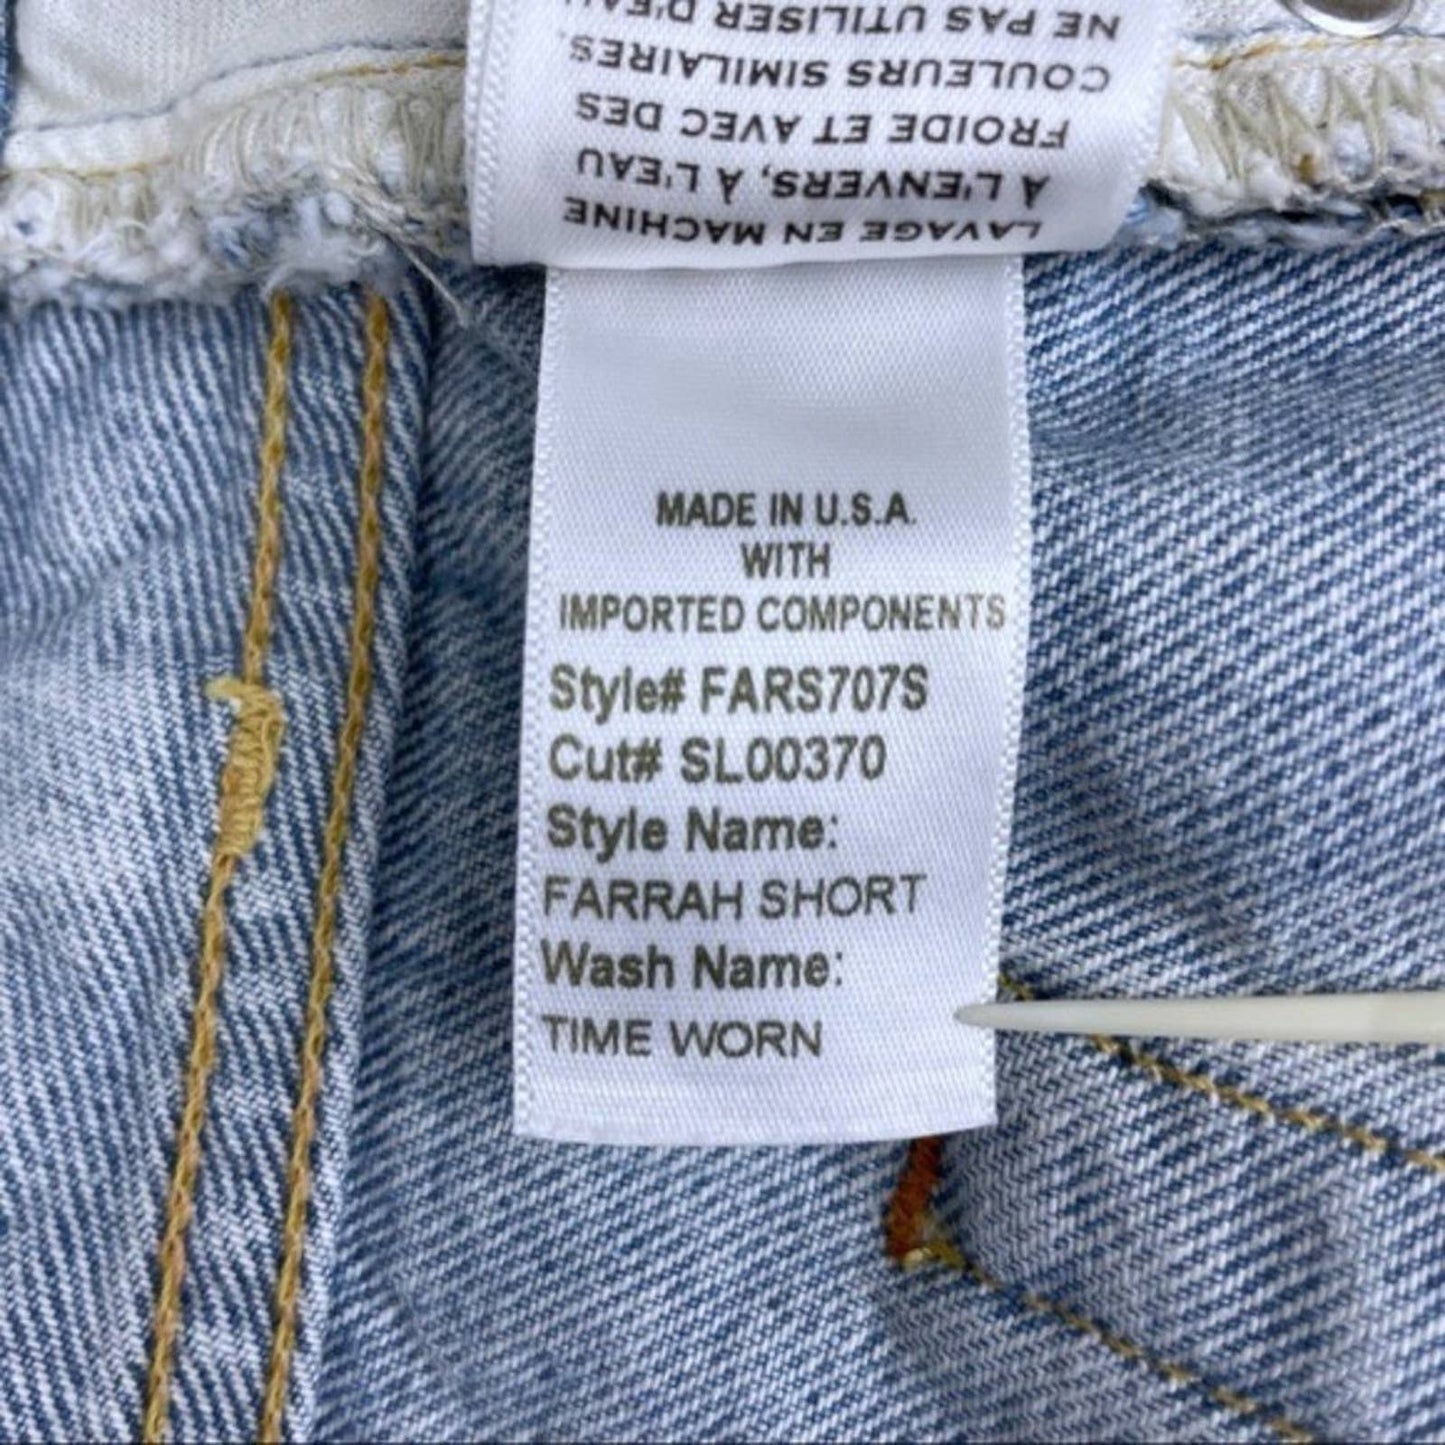 LAVAGE EN MACHINE
À L'ENVERS, À L'EAU
FROIDE ET AVEC DES
COULEURS SIMILAIRES.
NE PAS UTILISER D'EAU
MADE IN U.S.A.
WITH
IMPORTED COMPONENTS
Style# FARS707S
Cut# SL00370
Style Name:
FARRAH SHORT
Wash Name:
TIME WORN